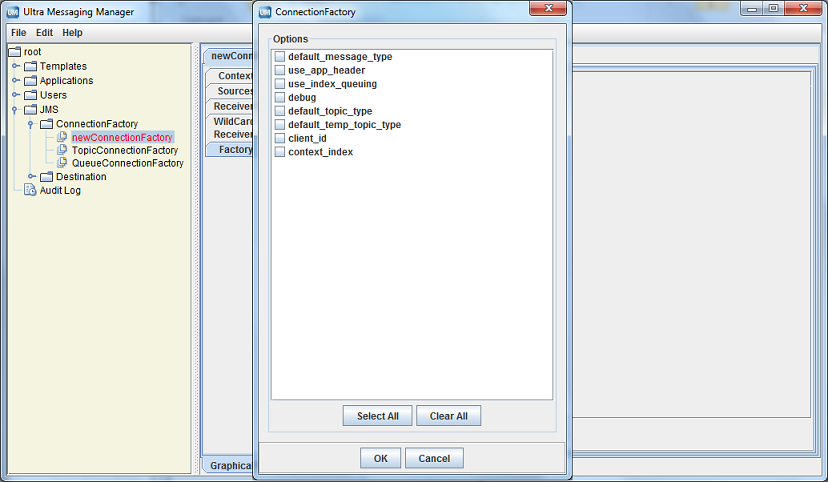 UM Ultra Messaging Manager
File Edit Help
root
Templates
Applications
Users
JMS
ConnectionFactory
newConnectionFactory
TopicConnectionFactory
QueueConnectionFactory
Destination
Audit Log
newConn
Context
Sources
Receiver
WildCard
Receiver
Factory
Graphica
UM ConnectionFactory
Options
default_message_type
use_app_header
use_index_queuing
debug
default_topic_type
default_temp_topic_type
client_id
context_index
Select All Clear All
OK Cancel